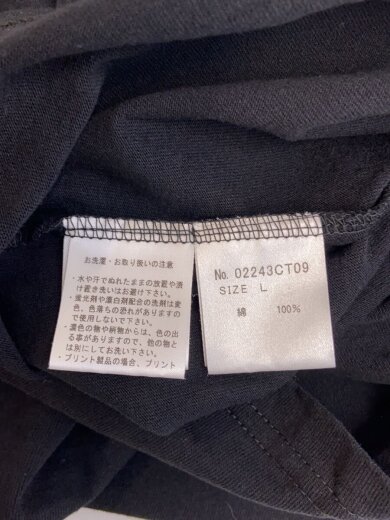 お洗濯・お取り扱いの注意
・水や汗でぬれたままの放置や漬
け置き洗いはお避け下さい。
・蛍光剤や漂白剤配合の洗剤は変
色、色落ちの恐れがありますの
で使用しないで下さい。
・濃色の物や柄物からは、色の出
る事がありますので、他の物と
は別にしてお洗い下さい。
・プリント製品の場合、プリント
No. 02243CT09
SIZE L
綿 100%